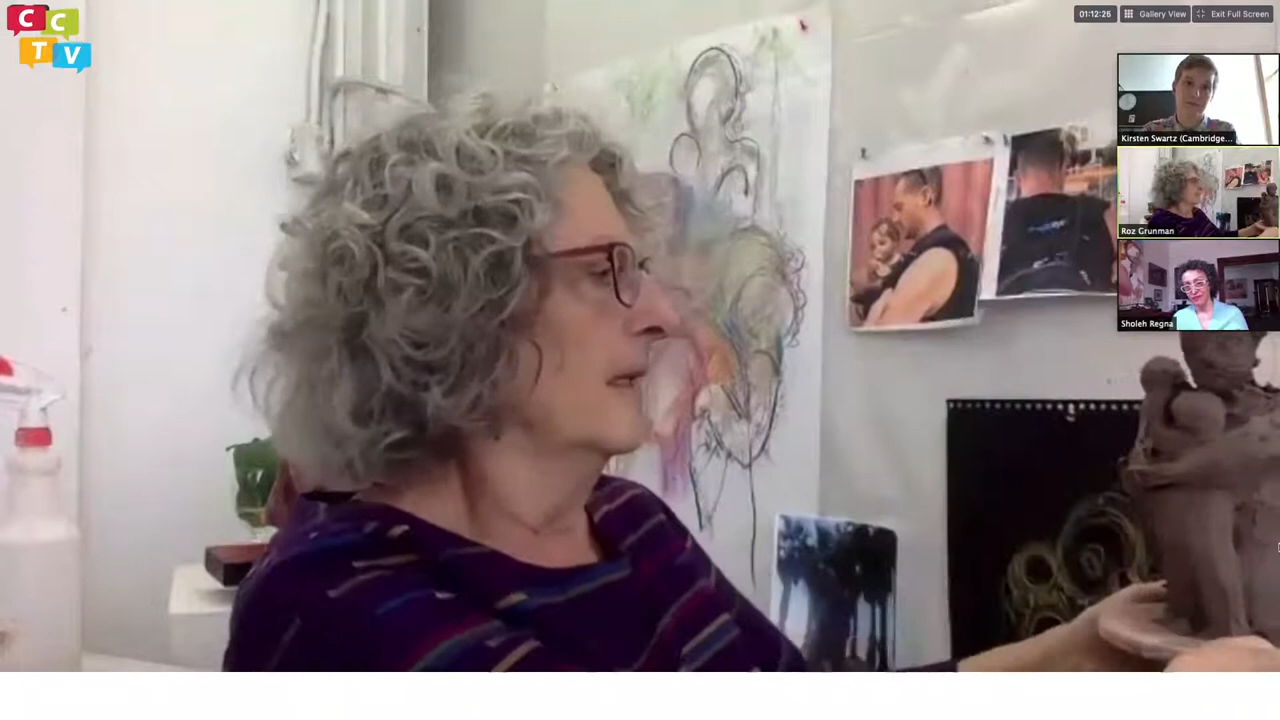 C C
T V
01:12:25 Gallery View Exit Full Screen
Kirsten Swartz (Cambridge...
Roz Grunman
Sholeh Regna